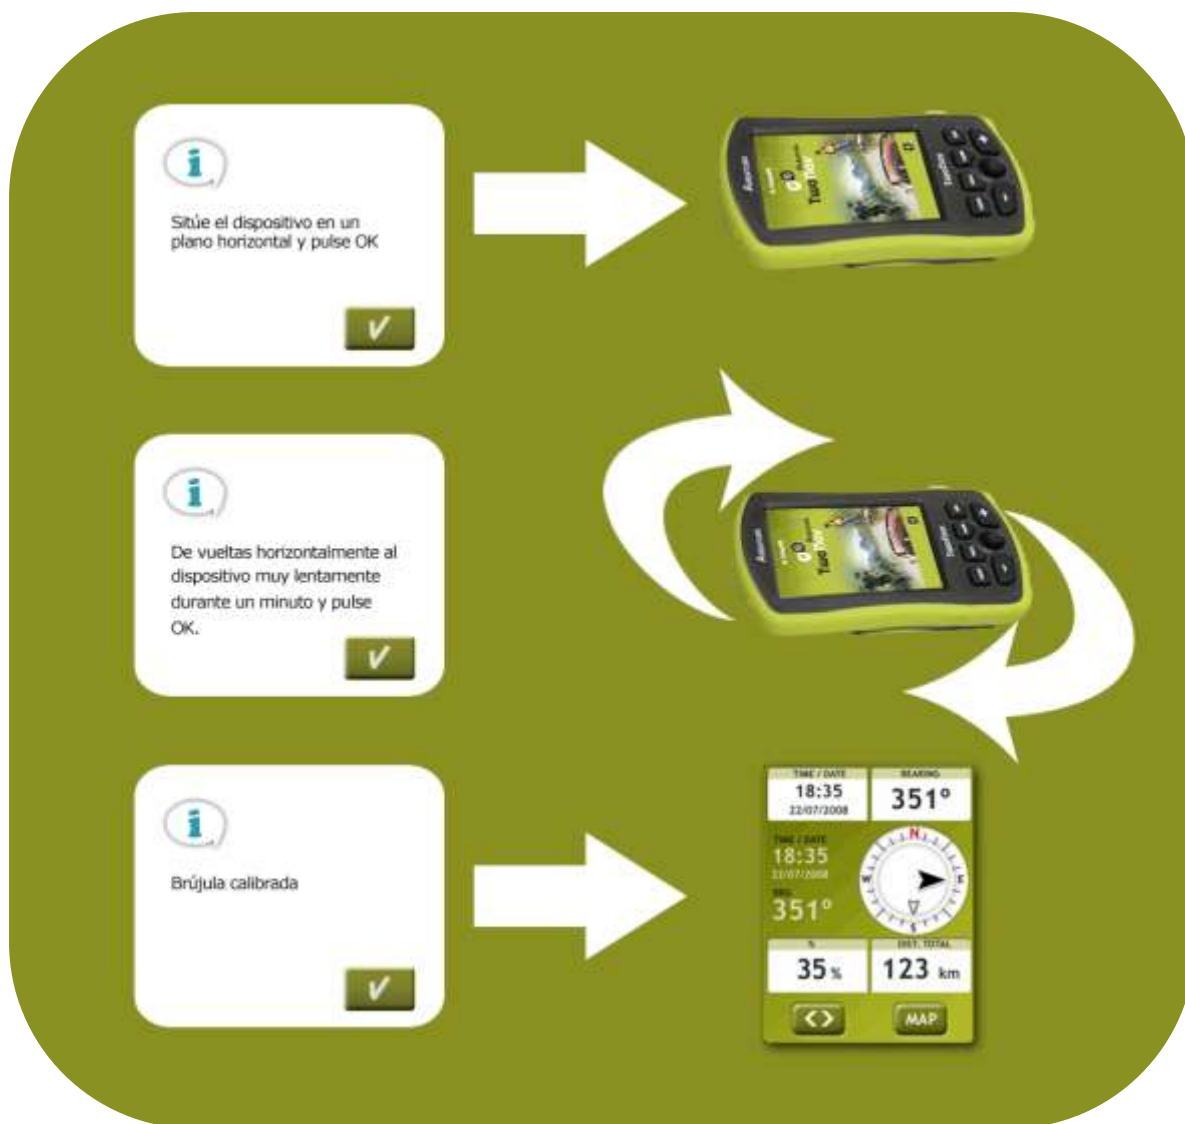 Sitúe el dispositivo en un
plano horizontal y pulse OK
TwoNav
De vueltas horizontalmente al
dispositivo muy lentamente
durante un minuto y pulse
OK.
TwoNav
Brújula calibrada
TIME / DATE
BEARING
18:35
351°
22/07/2008
N
TIME / DATE
18:35
22/07/2008
351°
S
%
DIST. TOTAL
35 %
123 km
< >
MAP